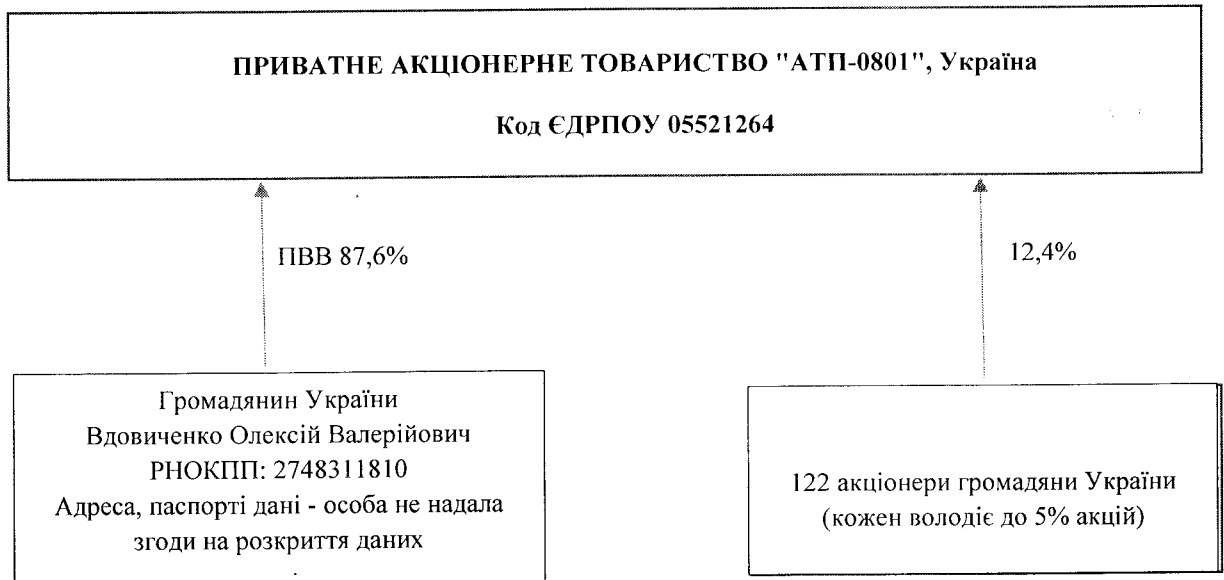 ПРИВАТНЕ АКЦІОНЕРНЕ ТОВАРИСТВО "АТП-0801", Україна
Код ЄДРПОУ 05521264
ПВВ 87,6%
12,4%
Громадянин України
Вдовиченко Олексій Валерійович
РНОКПП: 2748311810
Адреса, паспорті дані - особа не надала
згоди на розкриття даних
122 акціонери громадяни України
(кожен володіє до 5% акцій)